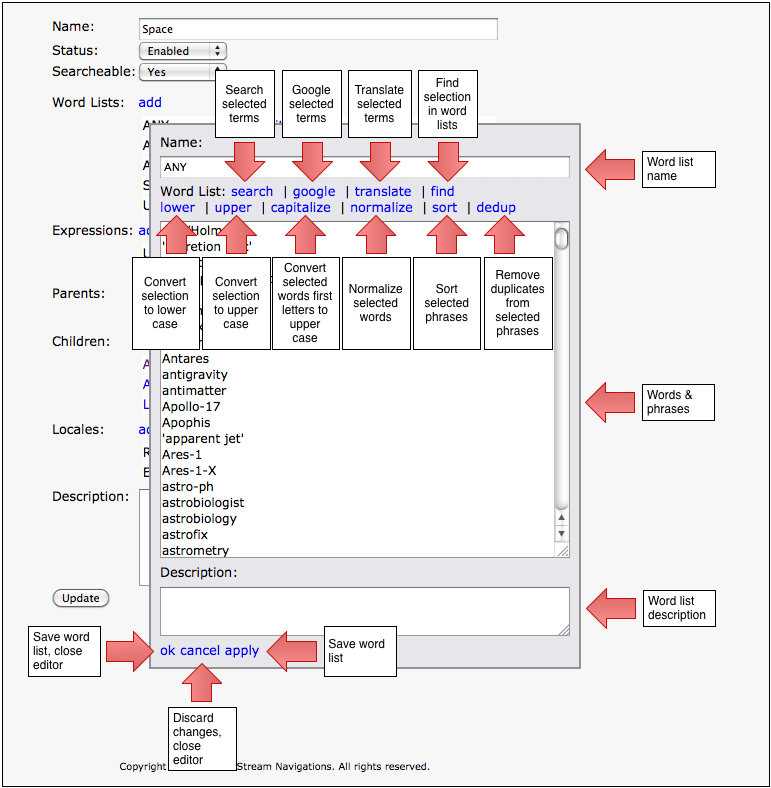 Name: Space
Status: Enabled
Searcheable: Yes
Word Lists: add
Search
selected
terms
Google
selected
terms
Translate
selected
terms
Find
selection
in word
lists
Name:
ANY
Word list
name
Word List: search | google | translate | find
lower | upper | capitalize | normalize | sort | dedup
Expressions:
Convert
selection
to lower
case
Convert
selection
to upper
case
Convert
selected
words first
letters to
upper
case
Normalize
selected
words
Sort
selected
phrases
Remove
duplicates
from
selected
phrases
Parents:
Children:
Antares
antigravity
antimatter
Apollo-17
Apophis
'apparent jet'
Ares-1
Ares-1-X
astro-ph
astrobiologist
astrobiology
astrofix
astrometry
Words &
phrases
Locales:
Description:
Description:
Word list
description
Update
Save word
list, close
editor
ok cancel apply
Save word
list
Discard
changes,
close
editor
Copyright Stream Navigations. All rights reserved.